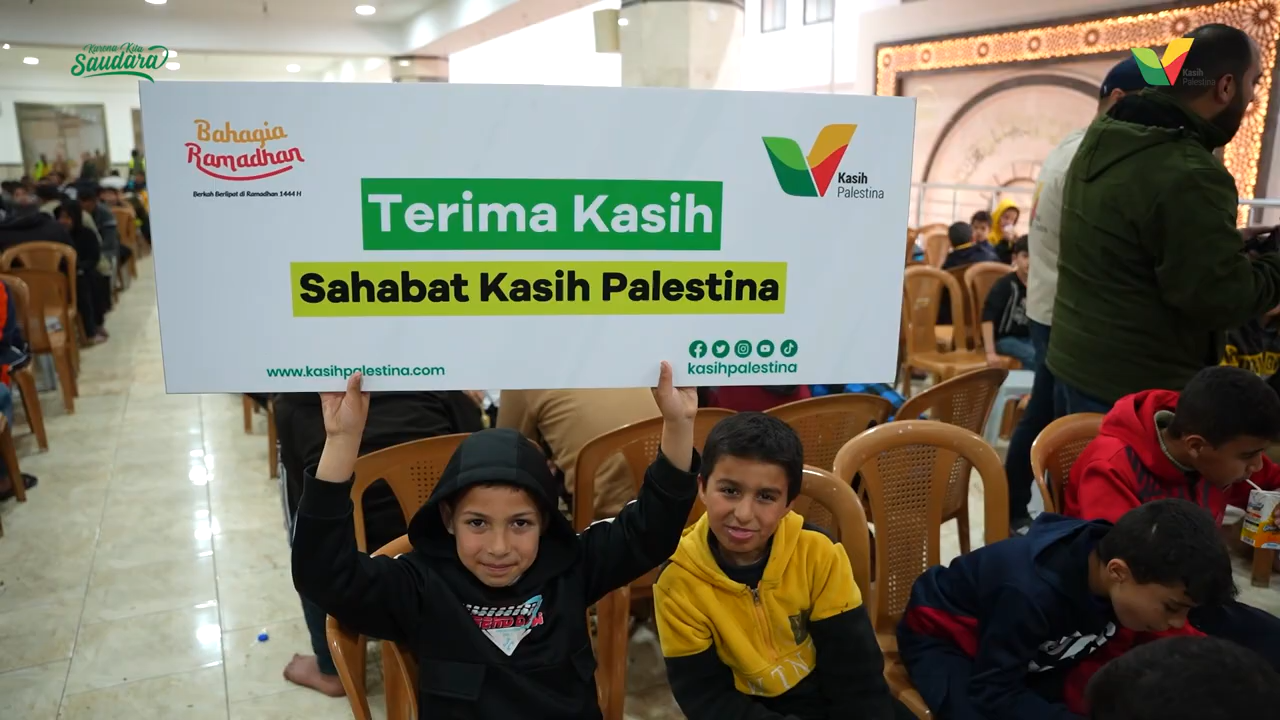 Karena Kita
Saudara
Kasih
Palestina
Bahagia
Ramadhan
Berkah Berlipat di Ramadhan 1444 H
Kasih
Palestina
Terima Kasih
Sahabat Kasih Palestina
www.kasihpalestina.com
kasihpalestina